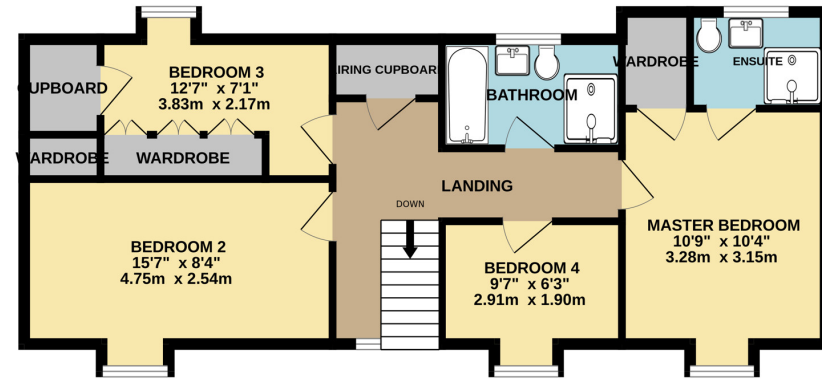 CUPBOARD
BEDROOM 3
12'7" x 7'1"
3.83m x 2.17m
WARDROBE
WARDROBE
IRING CUPBOAR
BATHROOM
WARDROBE
ENSUITE
LANDING
DOWN
BEDROOM 2
15'7" x 8'4"
4.75m x 2.54m
BEDROOM 4
9'7" x 6'3"
2.91m x 1.90m
MASTER BEDROOM
10'9" x 10'4"
3.28m x 3.15m